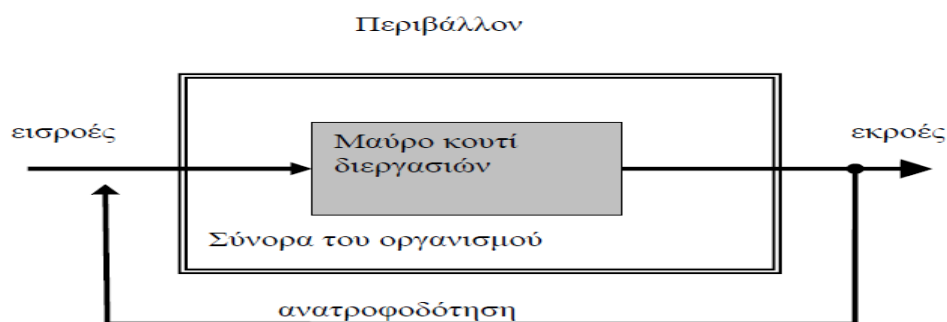 Περιβάλλον
εισροές
εκροές
Μαύρο κουτί
διεργασιών
Σύνορα του οργανισμού
ανατροφοδότηση